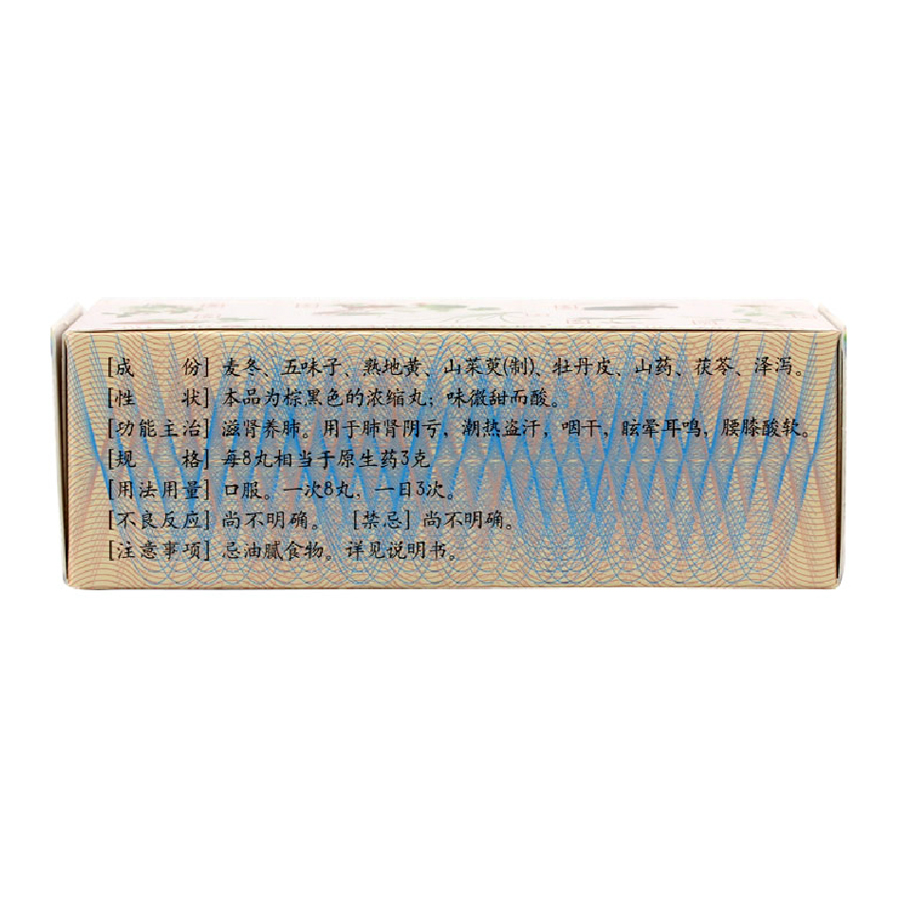 [成份] 麦冬、五味子、熟地黄、山茱萸(制)、牡丹皮、山药、茯苓、泽泻。
[性状] 本品为棕黑色的浓缩丸；味微甜而酸。
[功能主治] 滋肾养肺。用于肺肾阴亏，潮热盗汗，咽干，眩晕耳鸣，腰膝酸软。
[规格] 每8丸相当于原生药3克
[用法用量] 口服。一次8丸，一日3次。
[不良反应] 尚不明确。 [禁忌] 尚不明确。
[注意事项] 忌油腻食物。详见说明书。